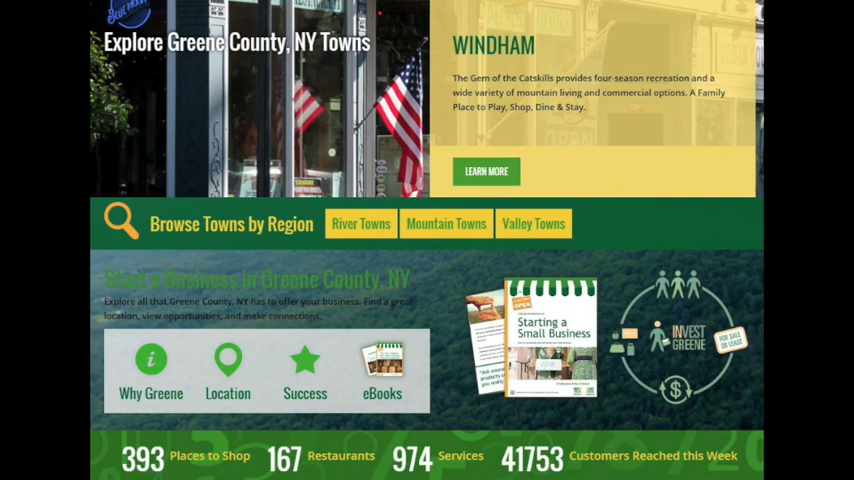 BLUE MOON
Explore Greene County, NY Towns
WINDHAM
The Gem of the Catskills provides four-season recreation and a
wide variety of mountain living and commercial options. A Family
Place to Play, Shop, Dine & Stay.
LEARN MORE
Browse Towns by Region
River Towns
Mountain Towns
Valley Towns
Start a Business in Greene County, NY
Explore all that Greene County, NY has to offer your business. Find a great
location, view opportunities, and make connections.
Why Greene
Location
Success
eBooks
OPEN
Starting a
Small Business
INVEST
GREENE
FOR SALE
OR LEASE
393 Places to Shop
167 Restaurants
974 Services
41753 Customers Reached this Week